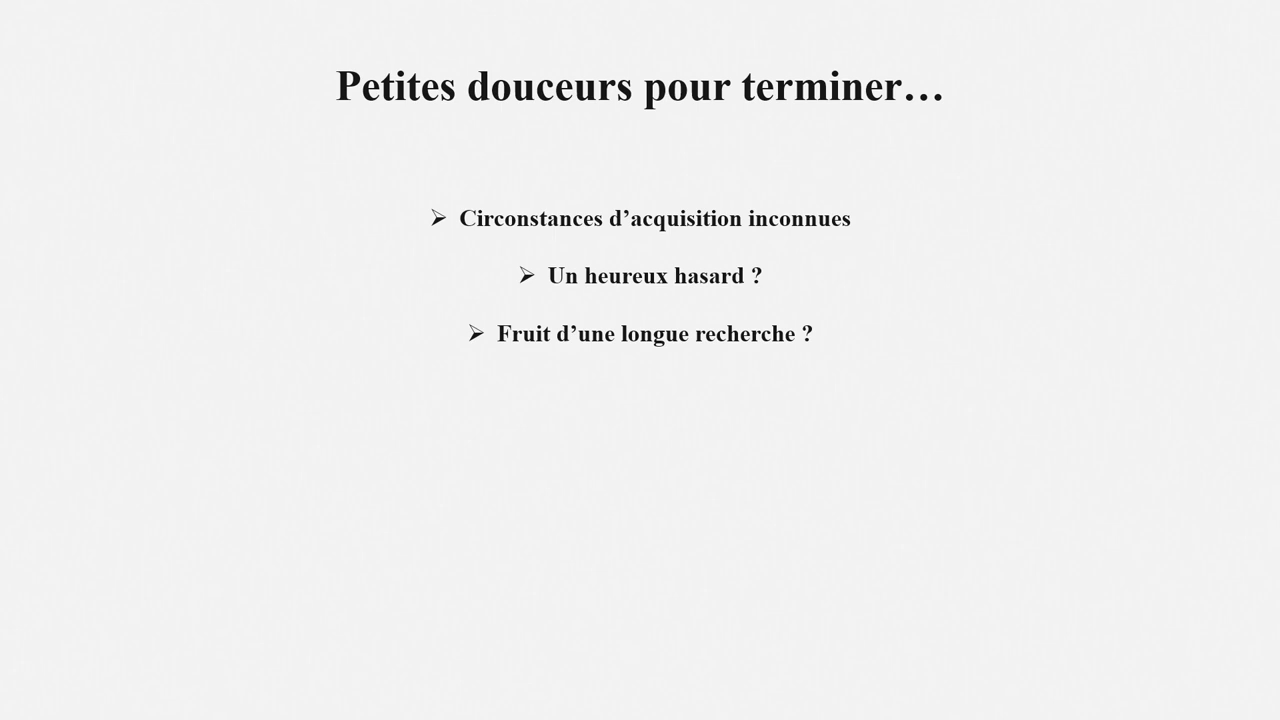 Petites douceurs pour terminer…
➢ Circonstances d’acquisition inconnues
➢ Un heureux hasard ?
➢ Fruit d’une longue recherche ?